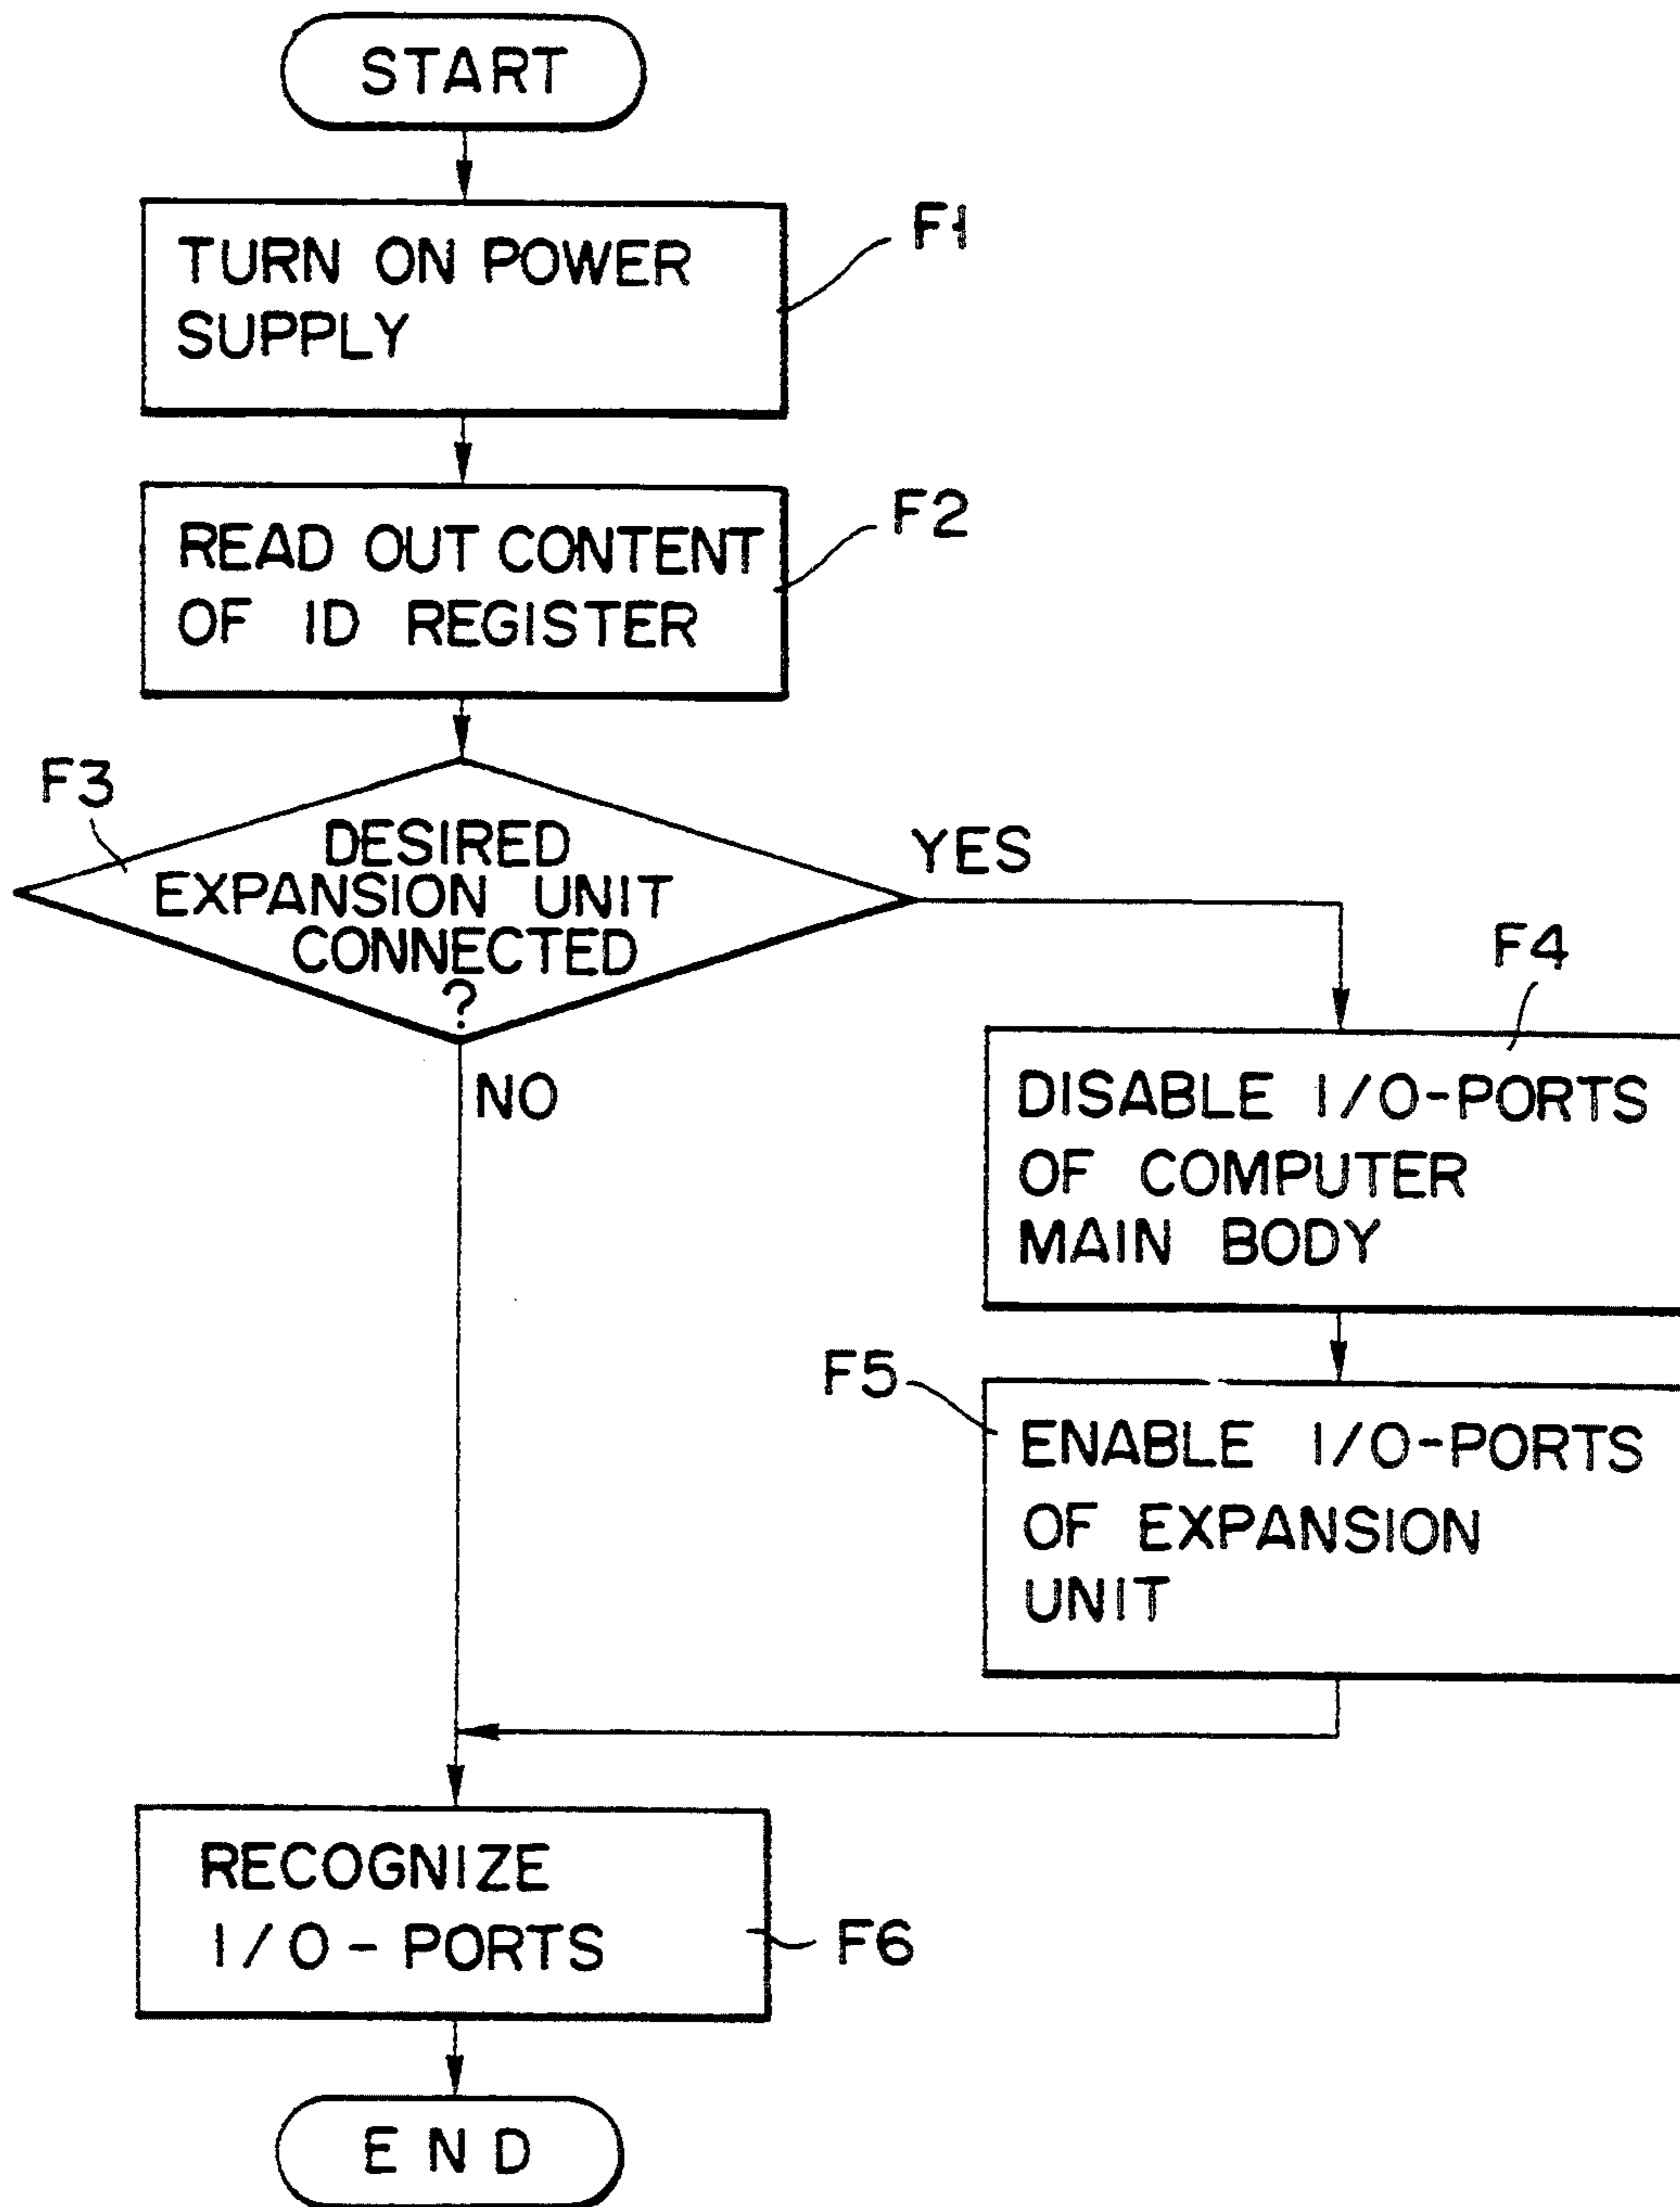 START
TURN ON POWER
SUPPLY
F1
READ OUT CONTENT
OF ID REGISTER
F2
F3
DESIRED
EXPANSION UNIT
CONNECTED
?
YES
NO
F4
DISABLE I/O-PORTS
OF COMPUTER
MAIN BODY
F5
ENABLE I/O-PORTS
OF EXPANSION
UNIT
RECOGNIZE
I/O-PORTS
F6
END